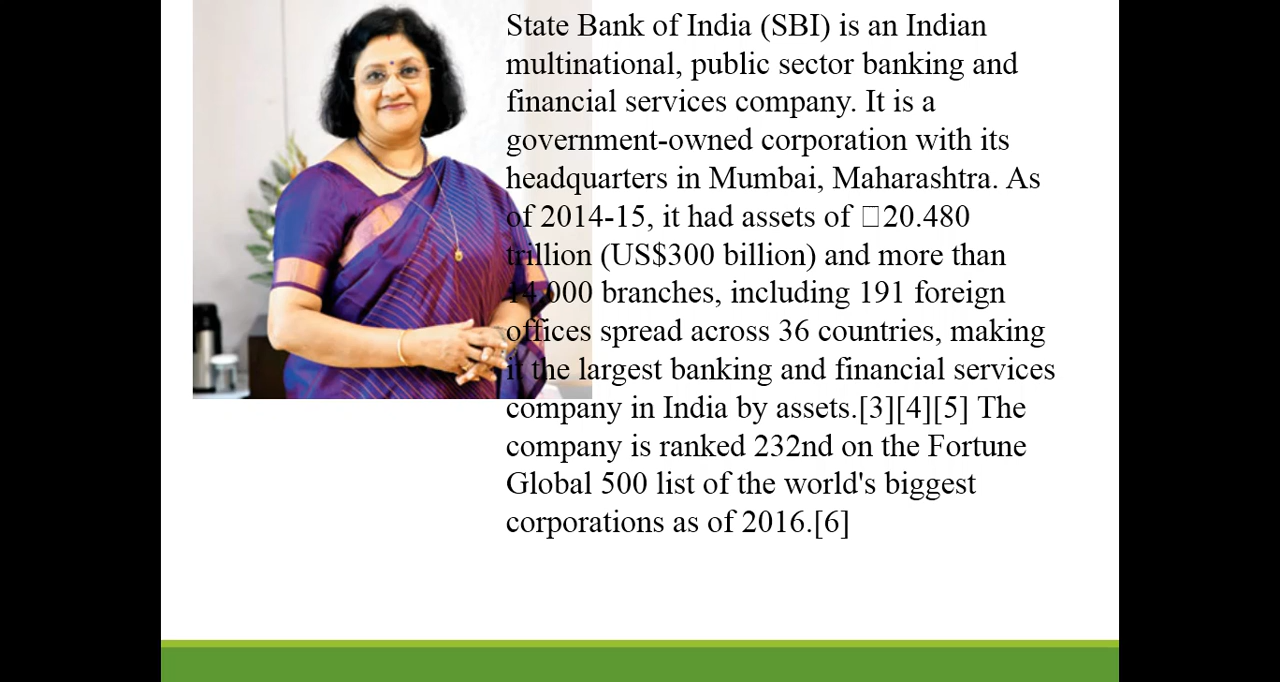 State Bank of India (SBI) is an Indian
multinational, public sector banking and
financial services company. It is a
government-owned corporation with its
headquarters in Mumbai, Maharashtra. As
of 2014-15, it had assets of □20.480
trillion (US$300 billion) and more than
14,000 branches, including 191 foreign
offices spread across 36 countries, making
it the largest banking and financial services
company in India by assets.[3][4][5] The
company is ranked 232nd on the Fortune
Global 500 list of the world's biggest
corporations as of 2016.[6]